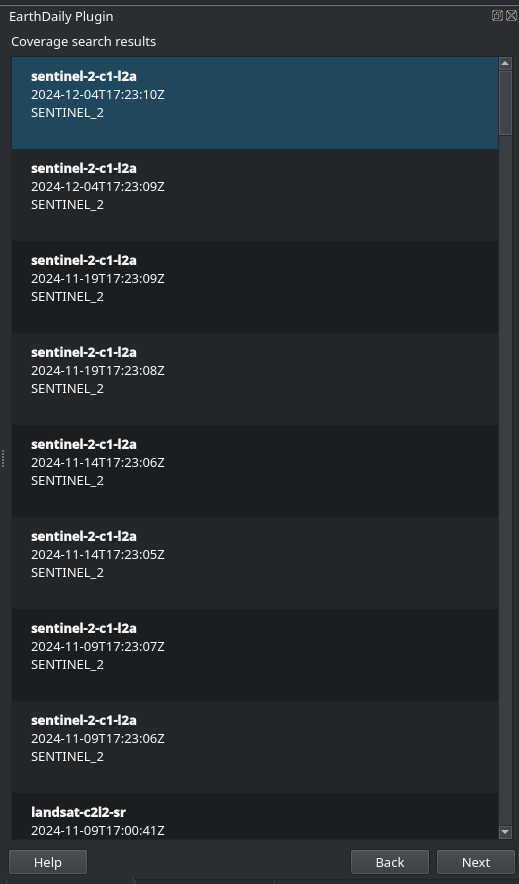 EarthDaily Plugin
Coverage search results
sentinel-2-c1-l2a
2024-12-04T17:23:10Z
SENTINEL_2
sentinel-2-c1-l2a
2024-12-04T17:23:09Z
SENTINEL_2
sentinel-2-c1-l2a
2024-11-19T17:23:09Z
SENTINEL_2
sentinel-2-c1-l2a
2024-11-19T17:23:08Z
SENTINEL_2
sentinel-2-c1-l2a
2024-11-14T17:23:06Z
SENTINEL_2
sentinel-2-c1-l2a
2024-11-14T17:23:05Z
SENTINEL_2
sentinel-2-c1-l2a
2024-11-09T17:23:07Z
SENTINEL_2
sentinel-2-c1-l2a
2024-11-09T17:23:06Z
SENTINEL_2
landsat-c2l2-sr
2024-11-09T17:00:41Z
Help Back Next